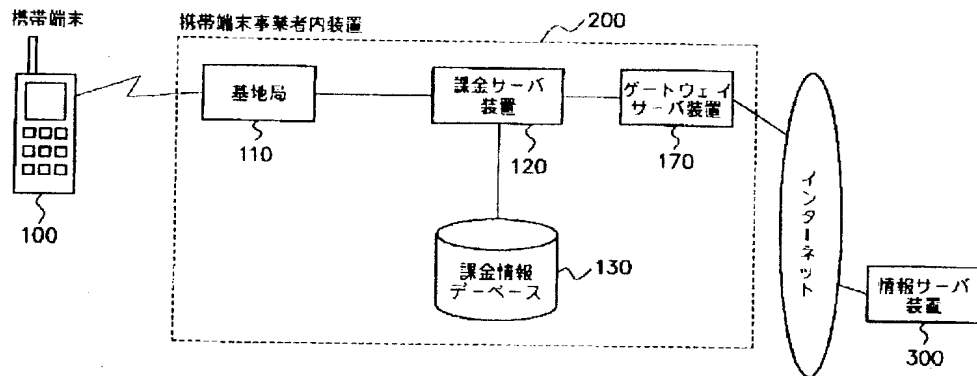 携帯端末
携帯端末事業者内装置
200
基地局
110
課金サーバ
装置
120
ゲートウェイ
サーバ装置
170
課金情報
デーベース
130
100
インターネット
情報サーバ
装置
300